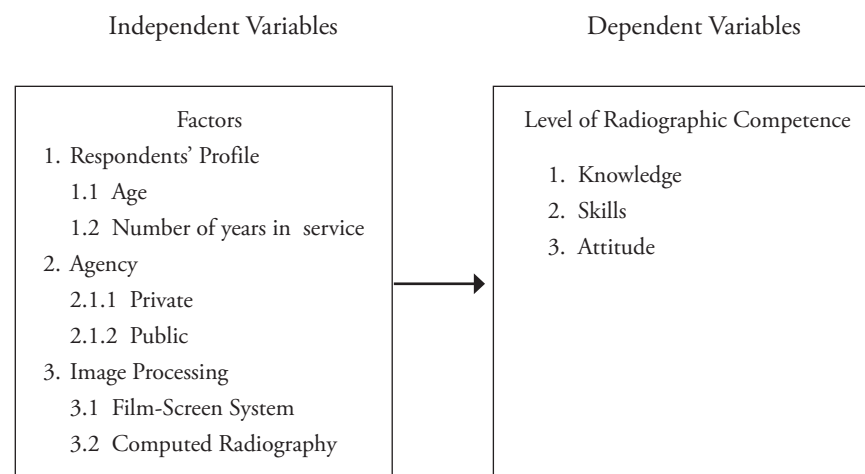 Independent Variables
Dependent Variables
Factors
1. Respondents' Profile
1.1 Age
1.2 Number of years in service
2. Agency
2.1.1 Private
2.1.2 Public
3. Image Processing
3.1 Film-Screen System
3.2 Computed Radiography
Level of Radiographic Competence
1. Knowledge
2. Skills
3. Attitude